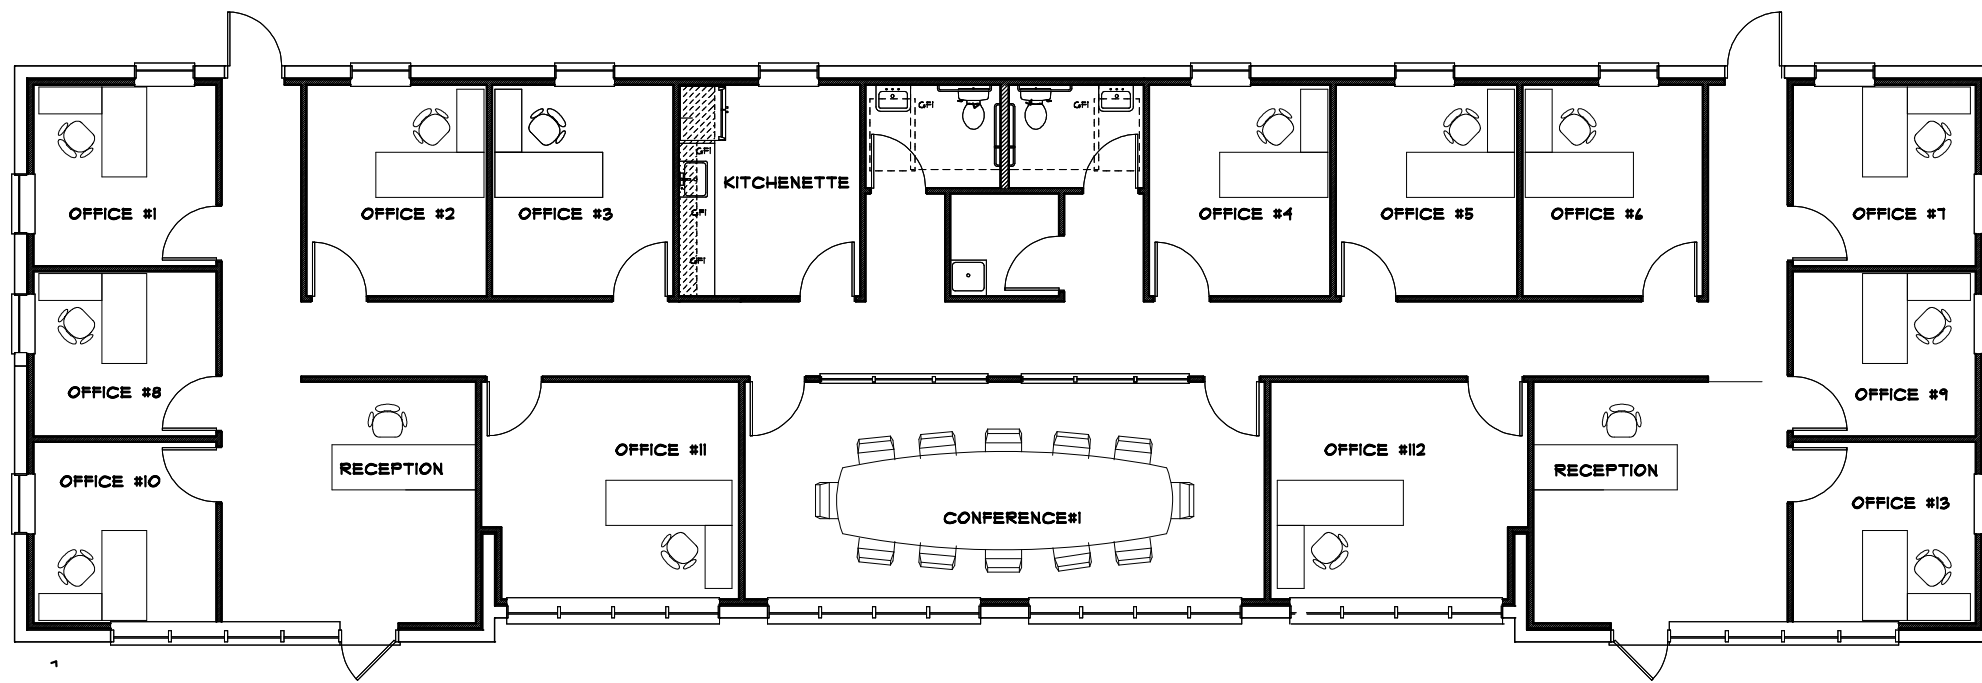 GFI
GFI
GFI
KITCHENETTE
OFFICE #1
OFFICE #2
OFFICE #3
GFI
OFFICE #4
OFFICE #5
OFFICE #6
OFFICE #7
GFI
OFFICE #8
OFFICE #9
OFFICE #11
OFFICE #112
RECEPTION
RECEPTION
OFFICE #10
OFFICE #13
CONFERENCE#1